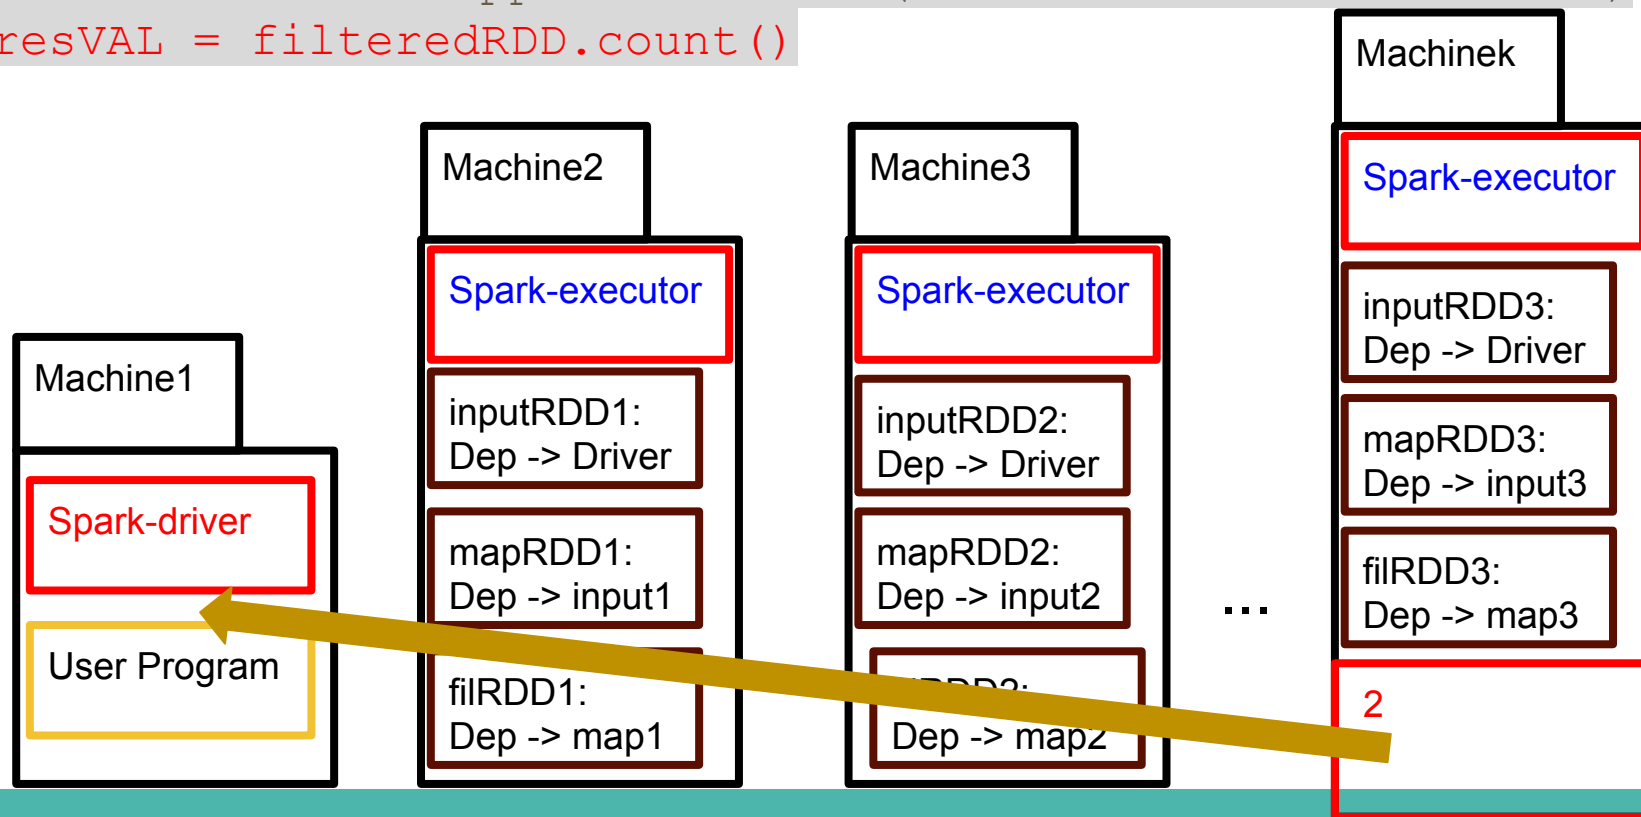 resVAL = filteredRDD.count()
Machine1
Spark-driver
User Program
Machine2
Spark-executor
inputRDD1:
Dep -> Driver
mapRDD1:
Dep -> input1
filRDD1:
Dep -> map1
Machine3
Spark-executor
inputRDD2:
Dep -> Driver
mapRDD2:
Dep -> input2
Dep -> map2
...
Machinek
Spark-executor
inputRDD3:
Dep -> Driver
mapRDD3:
Dep -> input3
filRDD3:
Dep -> map3
2